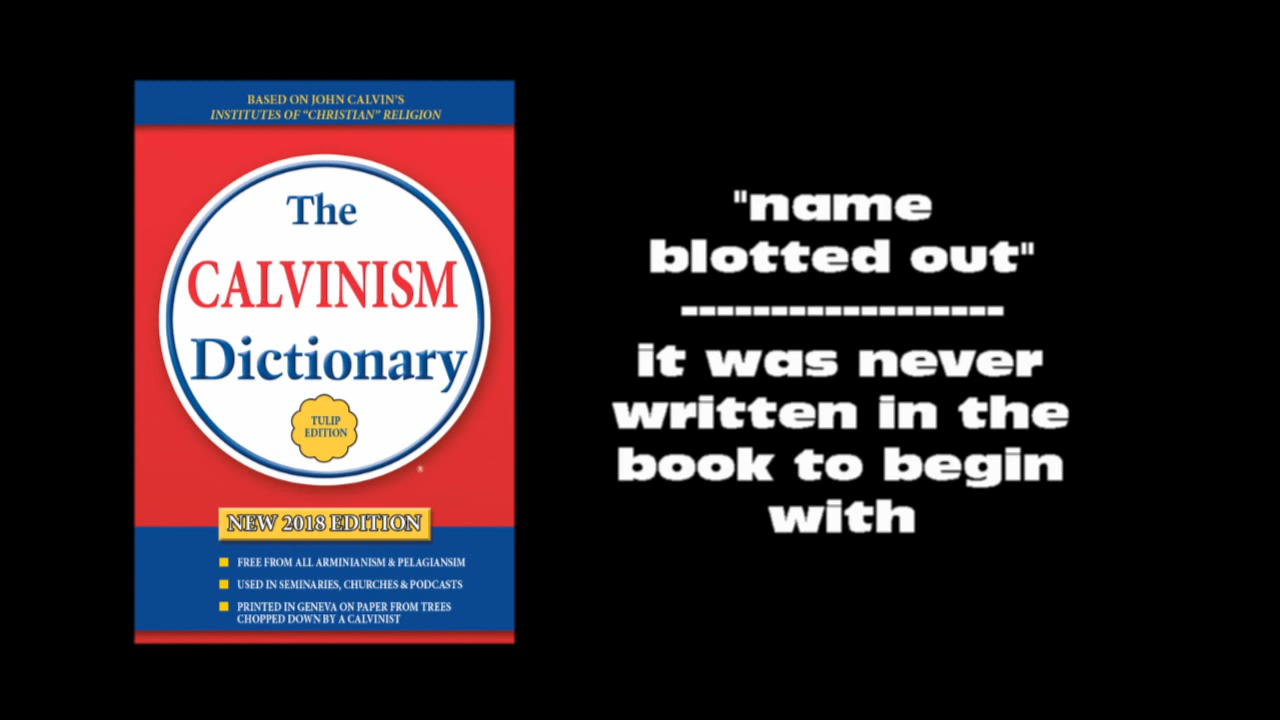 BASED ON JOHN CALVIN'S
INSTITUTES OF "CHRISTIAN" RELIGION
The
CALVINISM
Dictionary
TULIP
EDITION
®
NEW 2018 EDITION
FREE FROM ALL ARMINIANISM & PELAGIANSIM
USED IN SEMINARIES, CHURCHES & PODCASTS
PRINTED IN GENEVA ON PAPER FROM TREES
CHOPPED DOWN BY A CALVINIST
"name
blotted out"
------------------
it was never
written in the
book to begin
with